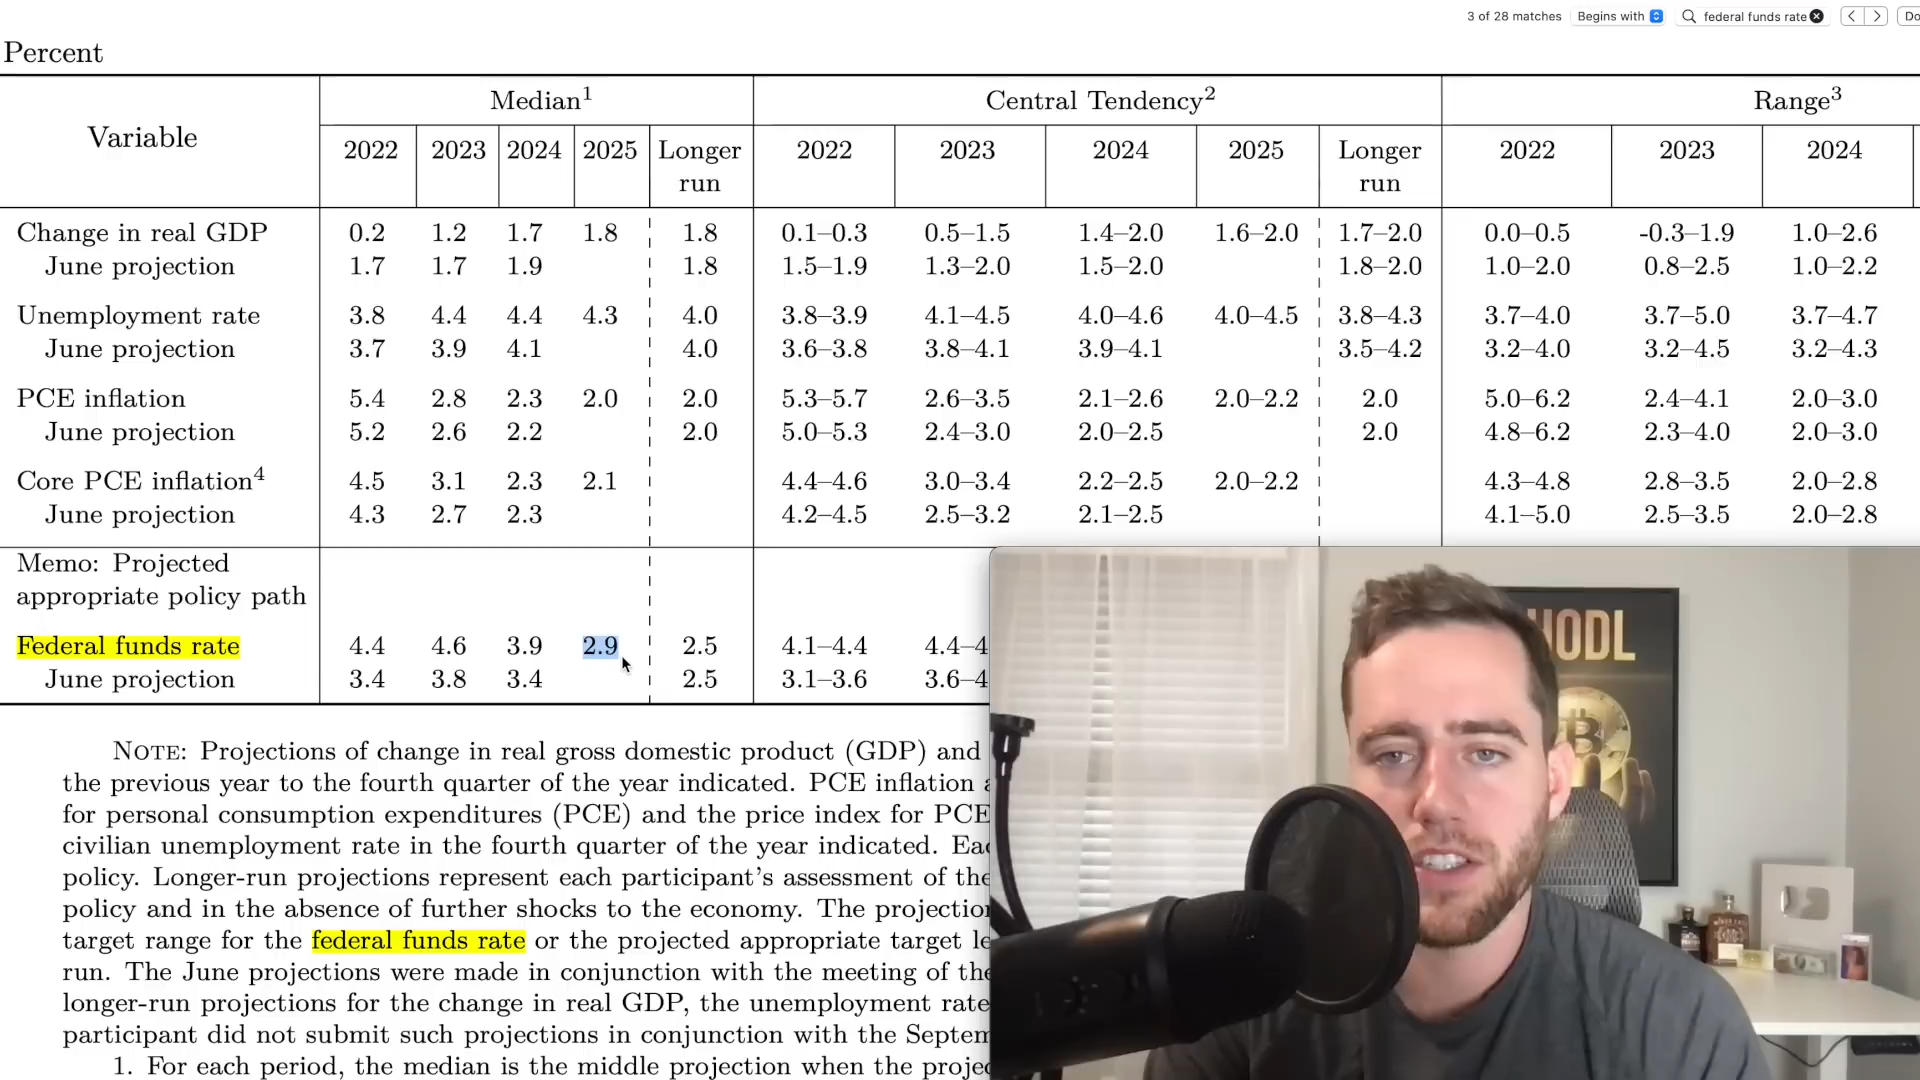 3 of 28 matches Begins with federal funds rate Do
Percent
Variable Median1 Central Tendency2 Range3
2022 2023 2024 2025 Longer run 2022 2023 2024 2025 Longer run 2022 2023 2024
Change in real GDP 0.2 1.2 1.7 1.8 1.8 0.1–0.3 0.5–1.5 1.4–2.0 1.6–2.0 1.7–2.0 0.0–0.5 -0.3–1.9 1.0–2.6
June projection 1.7 1.7 1.9 1.8 1.5–1.9 1.3–2.0 1.5–2.0 1.8–2.0 1.0–2.0 0.8–2.5 1.0–2.2
Unemployment rate 3.8 4.4 4.4 4.3 4.0 3.8–3.9 4.1–4.5 4.0–4.6 4.0–4.5 3.8–4.3 3.7–4.0 3.7–5.0 3.7–4.7
June projection 3.7 3.9 4.1 4.0 3.6–3.8 3.8–4.1 3.9–4.1 3.5–4.2 3.2–4.0 3.2–4.5 3.2–4.3
PCE inflation 5.4 2.8 2.3 2.0 2.0 5.3–5.7 2.6–3.5 2.1–2.6 2.0–2.2 2.0 5.0–6.2 2.4–4.1 2.0–3.0
June projection 5.2 2.6 2.2 2.0 5.0–5.3 2.4–3.0 2.0–2.5 2.0 4.8–6.2 2.3–4.0 2.0–3.0
Core PCE inflation4 4.5 3.1 2.3 2.1 4.4–4.6 3.0–3.4 2.2–2.5 2.0–2.2 4.3–4.8 2.8–3.5 2.0–2.8
June projection 4.3 2.7 2.3 4.2–4.5 2.5–3.2 2.1–2.5 4.1–5.0 2.5–3.5 2.0–2.8
Memo: Projected
appropriate policy path
Federal funds rate 4.4 4.6 3.9 2.9 2.5 4.1–4.4 4.4–4
June projection 3.4 3.8 3.4 2.5 3.1–3.6 3.6–4
NOTE: Projections of change in real gross domestic product (GDP) and
the previous year to the fourth quarter of the year indicated. PCE inflation
for personal consumption expenditures (PCE) and the price index for PCE
civilian unemployment rate in the fourth quarter of the year indicated. Eac
policy. Longer-run projections represent each participant's assessment of the
policy and in the absence of further shocks to the economy. The projection
target range for the federal funds rate or the projected appropriate target le
run. The June projections were made in conjunction with the meeting of the
longer-run projections for the change in real GDP, the unemployment rate
participant did not submit such projections in conjunction with the Septem
1. For each period, the median is the middle projection when the projec
HODL